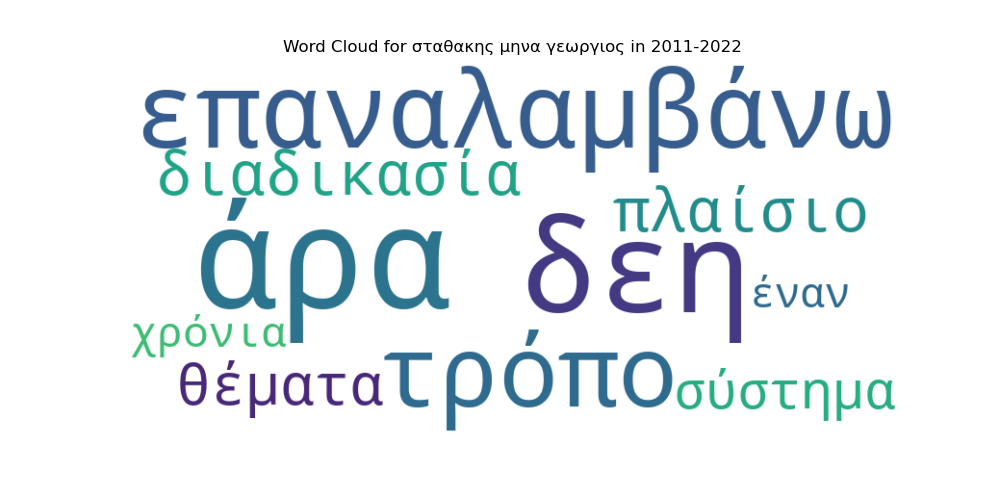 Word Cloud for σταθακης μηνα γεωργιος in 2011-2022
επαναλαμβάνω
διαδικασία
πλαίσιο
άρα δεη
έναν
χρόνια
τρόπο
θέματα
σύστημα